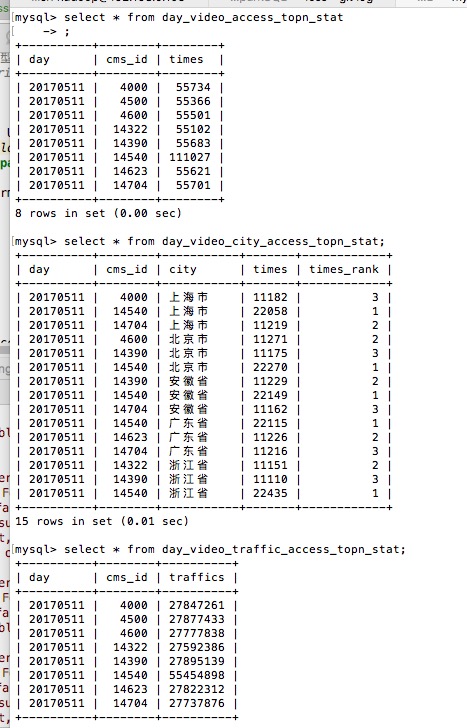 mysql> select * from day_video_access_topn_stat
    -> ;
+----------+--------+--------+
| day      | cms_id | times  |
+----------+--------+--------+
| 20170511 |   4000 |  55734 |
| 20170511 |   4500 |  55366 |
| 20170511 |   4600 |  55501 |
| 20170511 |  14322 |  55102 |
| 20170511 |  14390 |  55683 |
| 20170511 |  14540 | 111027 |
| 20170511 |  14623 |  55621 |
| 20170511 |  14704 |  55701 |
+----------+--------+--------+
8 rows in set (0.00 sec)
mysql> select * from day_video_city_access_topn_stat;
+----------+--------+-----------+-------+------------+
| day      | cms_id | city      | times | times_rank |
+----------+--------+-----------+-------+------------+
| 20170511 |   4000 | 上海市 | 11182 |          3 |
| 20170511 |  14540 | 上海市 | 22058 |          1 |
| 20170511 |  14704 | 上海市 | 11219 |          2 |
| 20170511 |   4600 | 北京市 | 11271 |          2 |
| 20170511 |  14390 | 北京市 | 11175 |          3 |
| 20170511 |  14540 | 北京市 | 22270 |          1 |
| 20170511 |  14390 | 安徽省 | 11229 |          2 |
| 20170511 |  14540 | 安徽省 | 22149 |          1 |
| 20170511 |  14704 | 安徽省 | 11162 |          3 |
| 20170511 |  14540 | 广东省 | 22115 |          1 |
| 20170511 |  14623 | 广东省 | 11226 |          2 |
| 20170511 |  14704 | 广东省 | 11216 |          3 |
| 20170511 |  14322 | 浙江省 | 11151 |          2 |
| 20170511 |  14390 | 浙江省 | 11110 |          3 |
| 20170511 |  14540 | 浙江省 | 22435 |          1 |
+----------+--------+-----------+-------+------------+
15 rows in set (0.01 sec)
mysql> select * from day_video_traffic_access_topn_stat;
+----------+--------+----------+
| day      | cms_id | traffics |
+----------+--------+----------+
| 20170511 |   4000 | 27847261 |
| 20170511 |   4500 | 27877433 |
| 20170511 |   4600 | 27777838 |
| 20170511 |  14322 | 27592386 |
| 20170511 |  14390 | 27895139 |
| 20170511 |  14540 | 55454898 |
| 20170511 |  14623 | 27822312 |
| 20170511 |  14704 | 27737876 |
+----------+--------+----------+